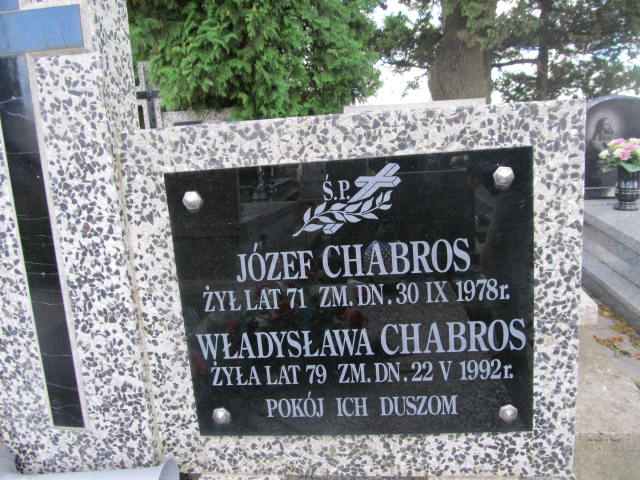 Ś.P.
JÓZEF CHABROS
ŻYŁ LAT 71 ZM. DN. 30 IX 1978r.
WŁADYSŁAWA CHABROS
ŻYŁA LAT 79 ZM. DN. 22 V 1992r.
POKÓJ ICH DUSZOM